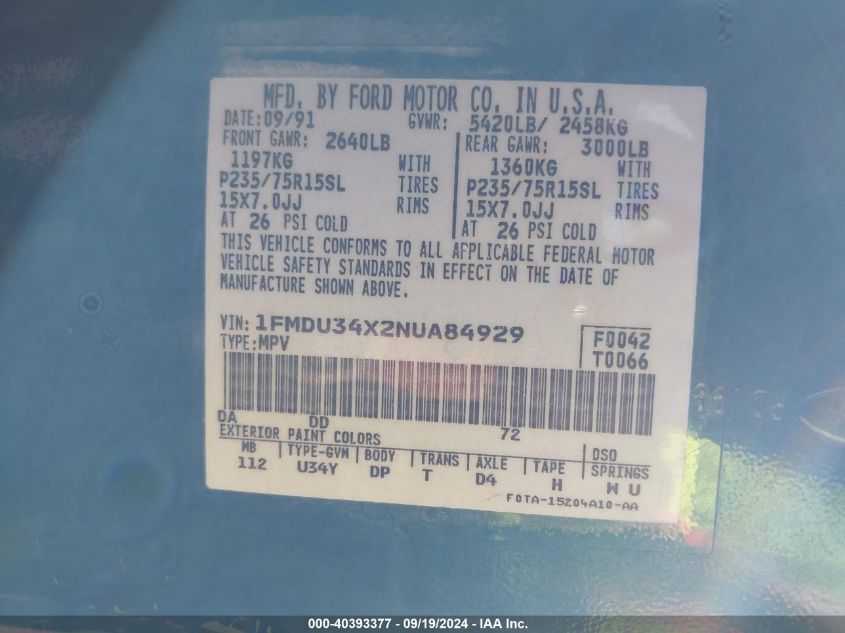 MFD. BY FORD MOTOR CO. IN U.S.A.
DATE: 09/91 GVWR: 5420LB/ 2458KG
FRONT GAWR: 2640LB REAR GAWR: 3000LB
1197KG WITH 1360KG WITH
P235/75R15SL TIRES P235/75R15SL TIRES
15X7.0JJ RIMS 15X7.0JJ RIMS
AT 26 PSI COLD AT 26 PSI COLD
THIS VEHICLE CONFORMS TO ALL APPLICABLE FEDERAL MOTOR
VEHICLE SAFETY STANDARDS IN EFFECT ON THE DATE OF
MANUFACTURE SHOWN ABOVE.
VIN: 1FMDU34X2NUA84929 F0042
TYPE: MPV T0066
DA DD 72
EXTERIOR PAINT COLORS DSO
WB TYPE-GVW BODY TRANS AXLE TAPE SPRINGS
112 U34Y DP T D4 H W U
F0TA-15204A10-AA
000-40393377 - 09/19/2024 - IAA Inc.